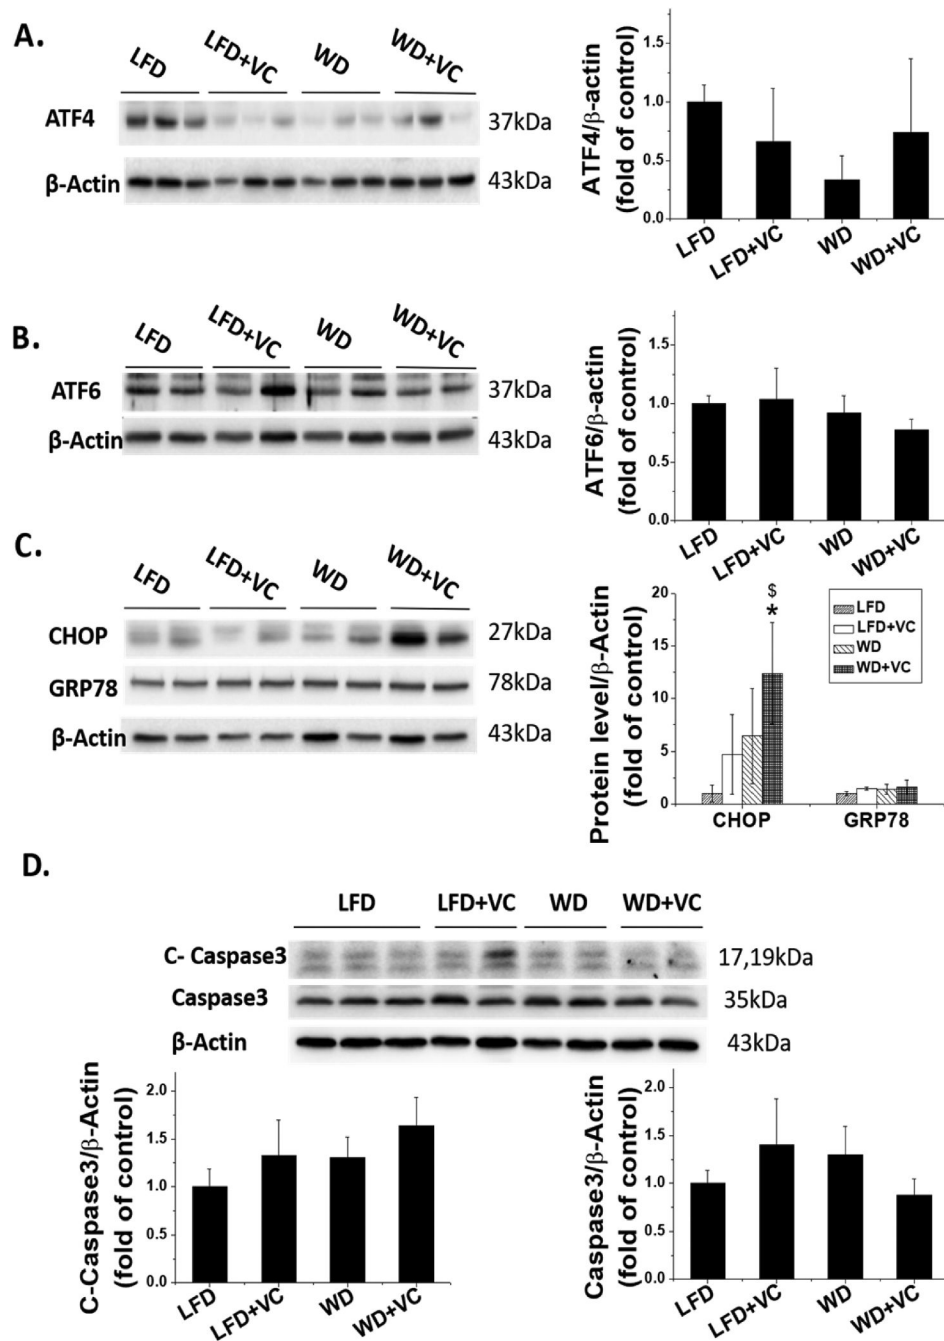 A.
LFD LFD+VC WD WD+VC
ATF4 37kDa
β-Actin 43kDa
ATF4/β-actin
(fold of control)
1.5
1.0
0.5
0.0
LFD LFD+VC WD WD+VC
B.
LFD LFD+VC WD WD+VC
ATF6 37kDa
β-Actin 43kDa
ATF6/β-actin
(fold of control)
1.5
1.0
0.5
0.0
LFD LFD+VC WD WD+VC
C.
LFD LFD+VC WD WD+VC
CHOP 27kDa
GRP78 78kDa
β-Actin 43kDa
Protein level/β-Actin
(fold of control)
20
15
10
5
0
$
*
LFD
LFD+VC
WD
WD+VC
CHOP GRP78
D.
LFD LFD+VC WD WD+VC
C- Caspase3 17,19kDa
Caspase3 35kDa
β-Actin 43kDa
C-Caspase3/β-Actin
(fold of control)
2.0
1.5
1.0
0.5
0.0
LFD LFD+VC WD WD+VC
Caspase3/β-Actin
(fold of control)
2.0
1.5
1.0
0.5
0.0
LFD LFD+VC WD WD+VC